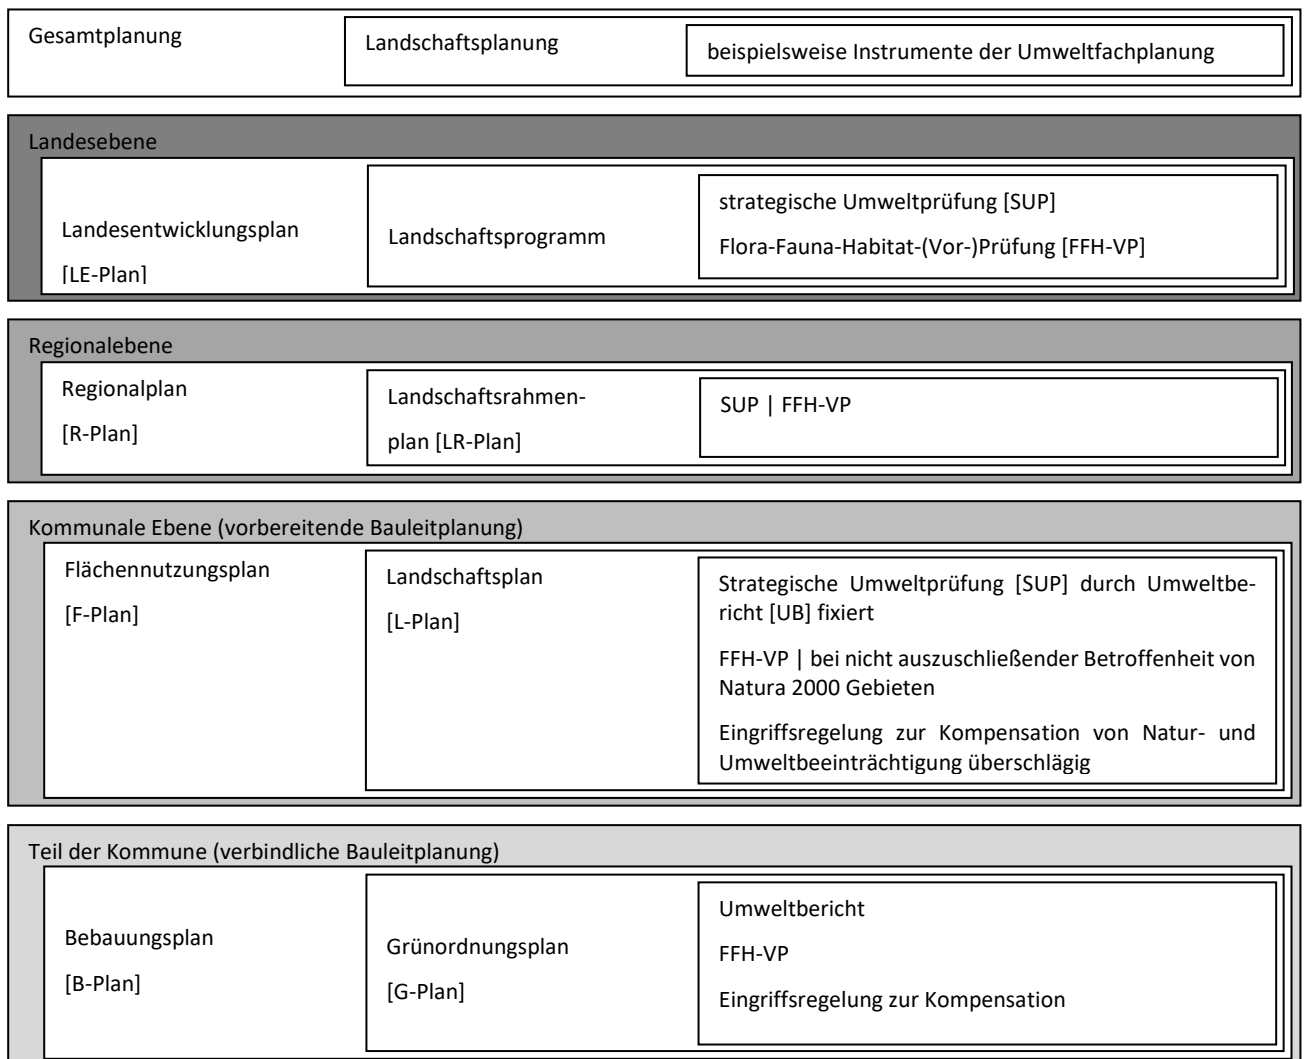 Gesamtplanung
Landschaftsplanung
beispielsweise Instrumente der Umweltfachplanung
Landesebene
Landesentwicklungsplan
[LE-Plan]
Landschaftsprogramm
strategische Umweltprüfung [SUP]
Flora-Fauna-Habitat-(Vor-)Prüfung [FFH-VP]
Regionalebene
Regionalplan
[R-Plan]
Landschaftsrahmen-
plan [LR-Plan]
SUP | FFH-VP
Kommunale Ebene (vorbereitende Bauleitplanung)
Flächennutzungsplan
[F-Plan]
Landschaftsplan
[L-Plan]
Strategische Umweltprüfung [SUP] durch Umweltbe-
richt [UB] fixiert
FFH-VP | bei nicht auszuschließender Betroffenheit von
Natura 2000 Gebieten
Eingriffsregelung zur Kompensation von Natur- und
Umweltbeeinträchtigung überschlägig
Teil der Kommune (verbindliche Bauleitplanung)
Bebauungsplan
[B-Plan]
Grünordnungsplan
[G-Plan]
Umweltbericht
FFH-VP
Eingriffsregelung zur Kompensation